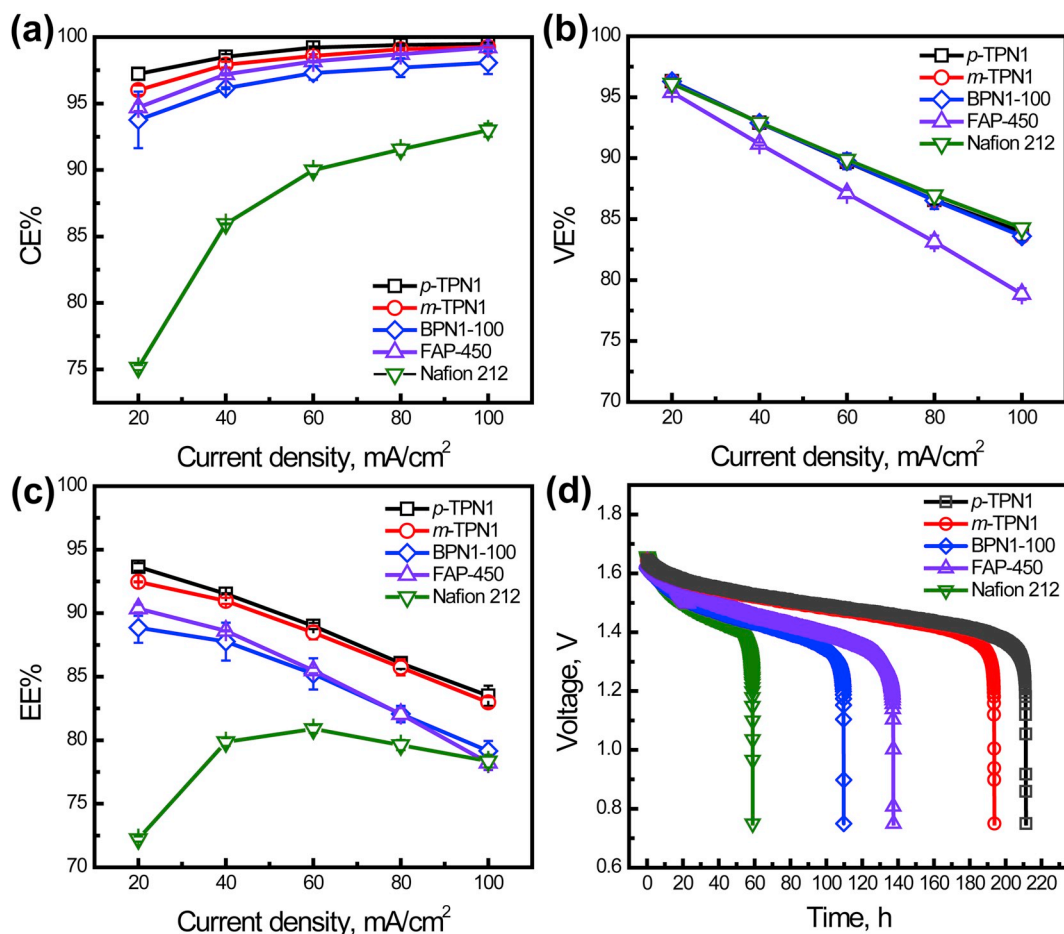 (a)
100
95
90
85
80
75
CE%
p-TPN1
m-TPN1
BPN1-100
FAP-450
Nafion 212
20 40 60 80 100
Current density, mA/cm²
(b)
100
95
90
85
80
75
70
VE%
p-TPN1
m-TPN1
BPN1-100
FAP-450
Nafion 212
20 40 60 80 100
Current density, mA/cm²
(c)
100
95
90
85
80
75
70
EE%
p-TPN1
m-TPN1
BPN1-100
FAP-450
Nafion 212
20 40 60 80 100
Current density, mA/cm²
(d)
1.8
1.6
1.4
1.2
1.0
0.8
0.6
Voltage, V
p-TPN1
m-TPN1
BPN1-100
FAP-450
Nafion 212
0 20 40 60 80 100 120 140 160 180 200 220
Time, h